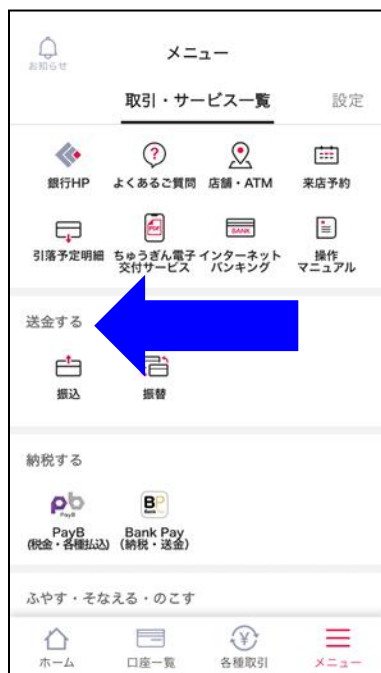 メニュー
お知らせ
取引・サービス一覧 設定
銀行HP よくあるご質問 店舗・ATM 来店予約
PDF BANK
引落予定明細 ちゅうぎん電子交付サービス インターネットバンキング 操作マニュアル
送金する
振込 振替
納税する
pb PayB BP Bank
PayB Bank Pay
(税金・各種払込) (納税・送金)
ふやす・そなえる・のこす
ホーム 口座一覧 各種取引 メニュー